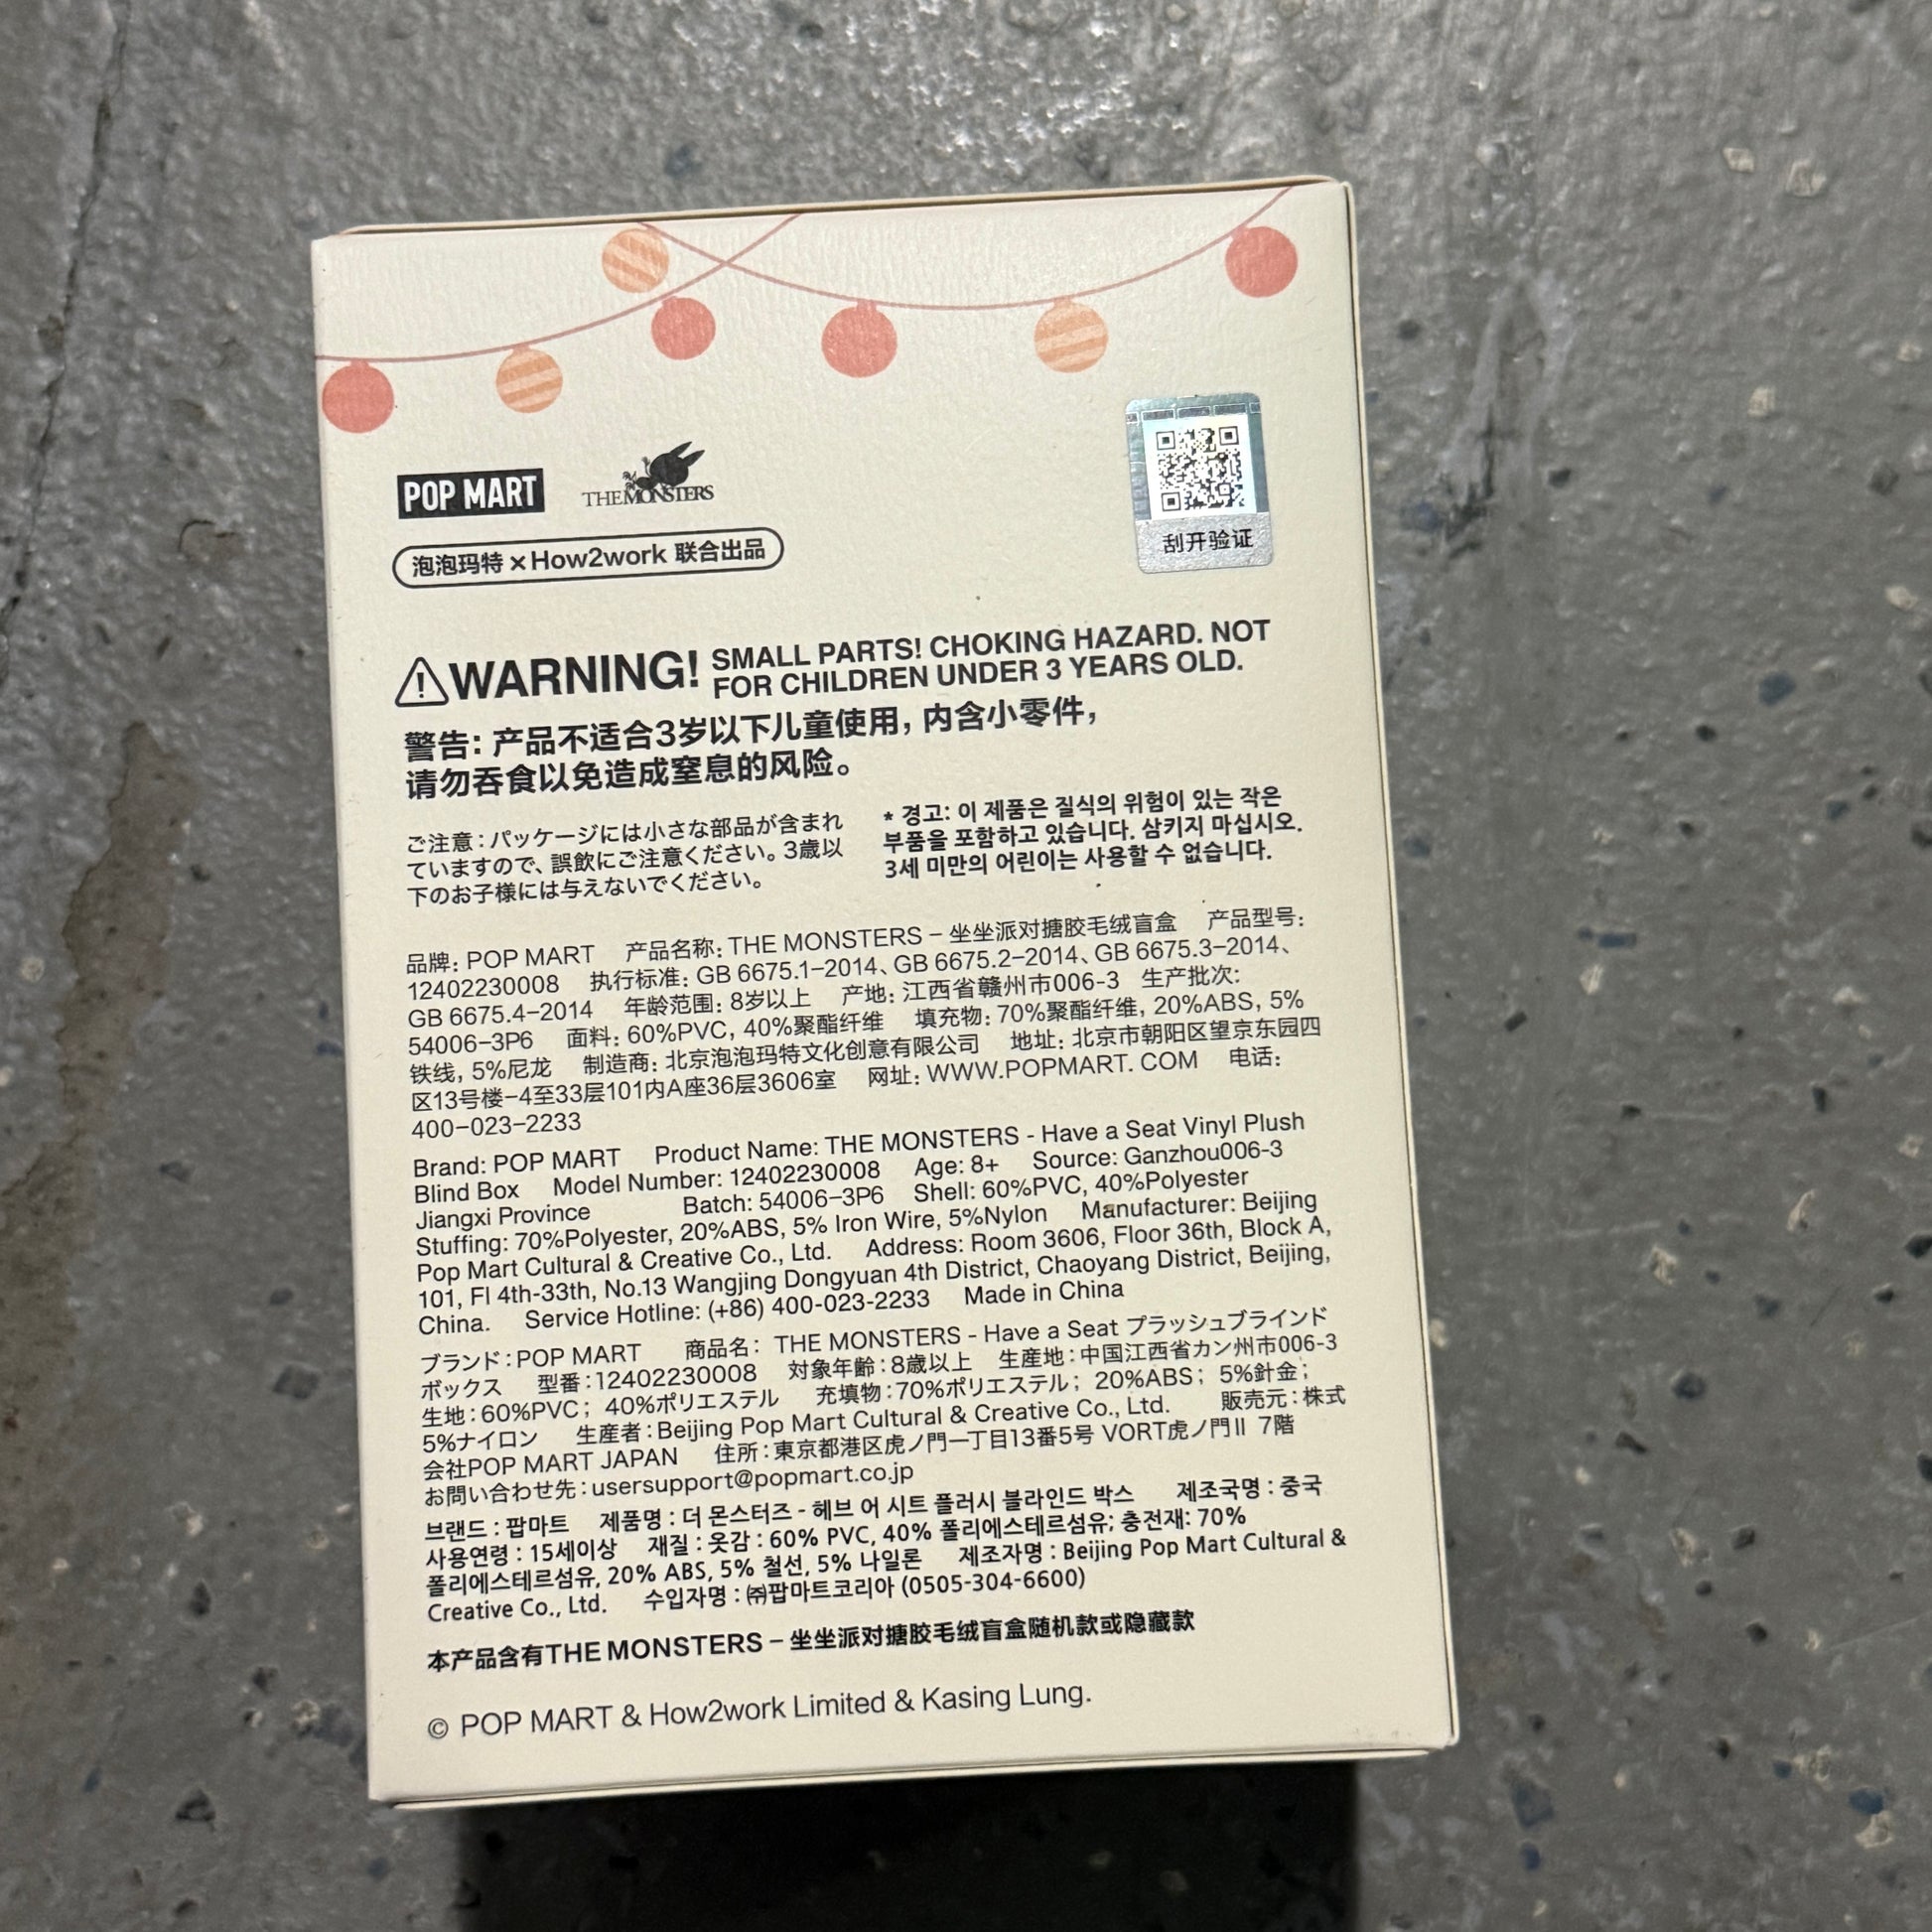 POP MART
THE MONSTERS
泡泡玛特 × How2work 联合出品
刮开验证
WARNING! SMALL PARTS! CHOKING HAZARD. NOT
FOR CHILDREN UNDER 3 YEARS OLD.
警告: 产品不适合3岁以下儿童使用, 内含小零件,
请勿吞食以免造成窒息的风险。
ご注意:パッケージには小さな部品が含まれ
ていますので、誤飲にご注意ください。3歳以
下のお子様には与えないでください。
* 경고: 이 제품은 질식의 위험이 있는 작은
부품을 포함하고 있습니다. 삼키지 마십시오.
3세 미만의 어린이는 사용할 수 없습니다.
品牌: POP MART 产品名称: THE MONSTERS – 坐坐派对搪胶毛绒盲盒 产品型号:
12402230008 执行标准: GB 6675.1–2014、GB 6675.2–2014、GB 6675.3–2014、
GB 6675.4–2014 年龄范围: 8岁以上 产地: 江西省赣州市006-3 生产批次:
54006–3P6 面料: 60%PVC, 40%聚酯纤维 填充物: 70%聚酯纤维, 20%ABS, 5%
铁线, 5%尼龙 制造商: 北京泡泡玛特文化创意有限公司 地址: 北京市朝阳区望京东园四
区13号楼–4至33层101内A座36层3606室 网址: WWW.POPMART. COM 电话:
400–023–2233
Brand: POP MART Product Name: THE MONSTERS - Have a Seat Vinyl Plush
Blind Box Model Number: 12402230008 Age: 8+ Source: Ganzhou006-3
Jiangxi Province Batch: 54006–3P6 Shell: 60%PVC, 40%Polyester
Stuffing: 70%Polyester, 20%ABS, 5% Iron Wire, 5%Nylon Manufacturer: Beijing
Pop Mart Cultural & Creative Co., Ltd. Address: Room 3606, Floor 36th, Block A,
101, Fl 4th-33th, No.13 Wangjing Dongyuan 4th District, Chaoyang District, Beijing,
China. Service Hotline: (+86) 400-023-2233 Made in China
ブランド:POP MART 商品名: THE MONSTERS - Have a Seat プラッシュブラインド
ボックス 型番:12402230008 対象年齢:8歳以上 生産地:中国江西省カン州市006-3
生地:60%PVC; 40%ポリエステル 充填物:70%ポリエステル; 20%ABS; 5%針金;
5%ナイロン 生産者:Beijing Pop Mart Cultural & Creative Co., Ltd. 販売元:株式
会社POP MART JAPAN 住所:東京都港区虎ノ門一丁目13番5号 VORT虎ノ門Ⅱ 7階
お問い合わせ先:usersupport@popmart.co.jp
브랜드 : 팝마트 제품명 : 더 몬스터즈 - 헤브 어 시트 플러시 블라인드 박스 제조국명 : 중국
사용연령 : 15세이상 재질 : 옷감 : 60% PVC, 40% 폴리에스테르섬유; 충전재: 70%
폴리에스테르섬유, 20% ABS, 5% 철선, 5% 나일론 제조자명 : Beijing Pop Mart Cultural &
Creative Co., Ltd. 수입자명 : ㈜팝마트코리아 (0505-304-6600)
本产品含有THE MONSTERS – 坐坐派对搪胶毛绒盲盒随机款或隐藏款
© POP MART & How2work Limited & Kasing Lung.